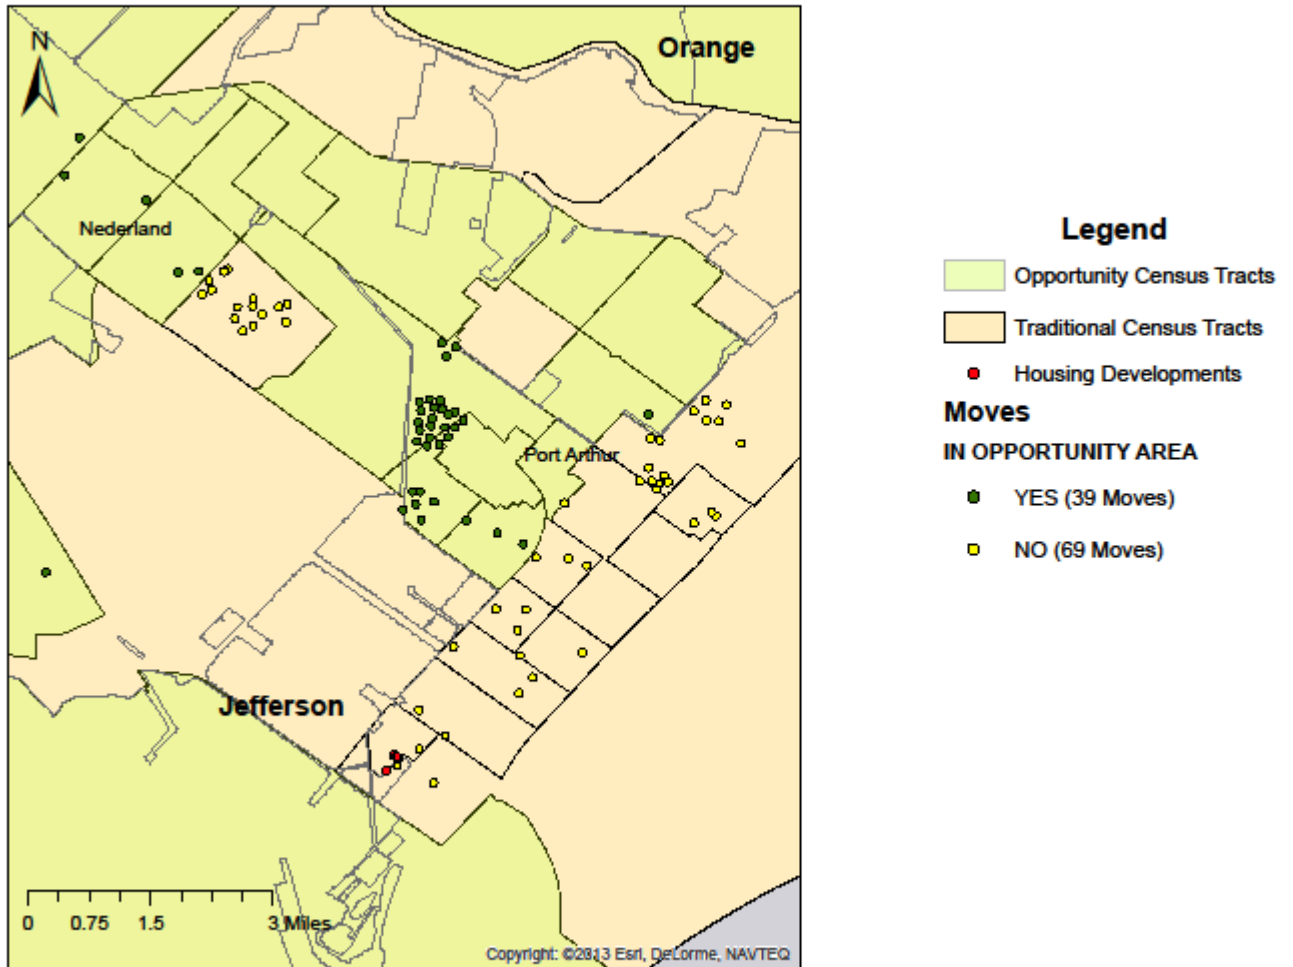 N
Orange
Nederland
Port Arthur
Jefferson
0 0.75 1.5 3 Miles
Copyright: ©2013 Esri, DeLorme, NAVTEQ
Legend
Opportunity Census Tracts
Traditional Census Tracts
Housing Developments
Moves
IN OPPORTUNITY AREA
YES (39 Moves)
NO (69 Moves)